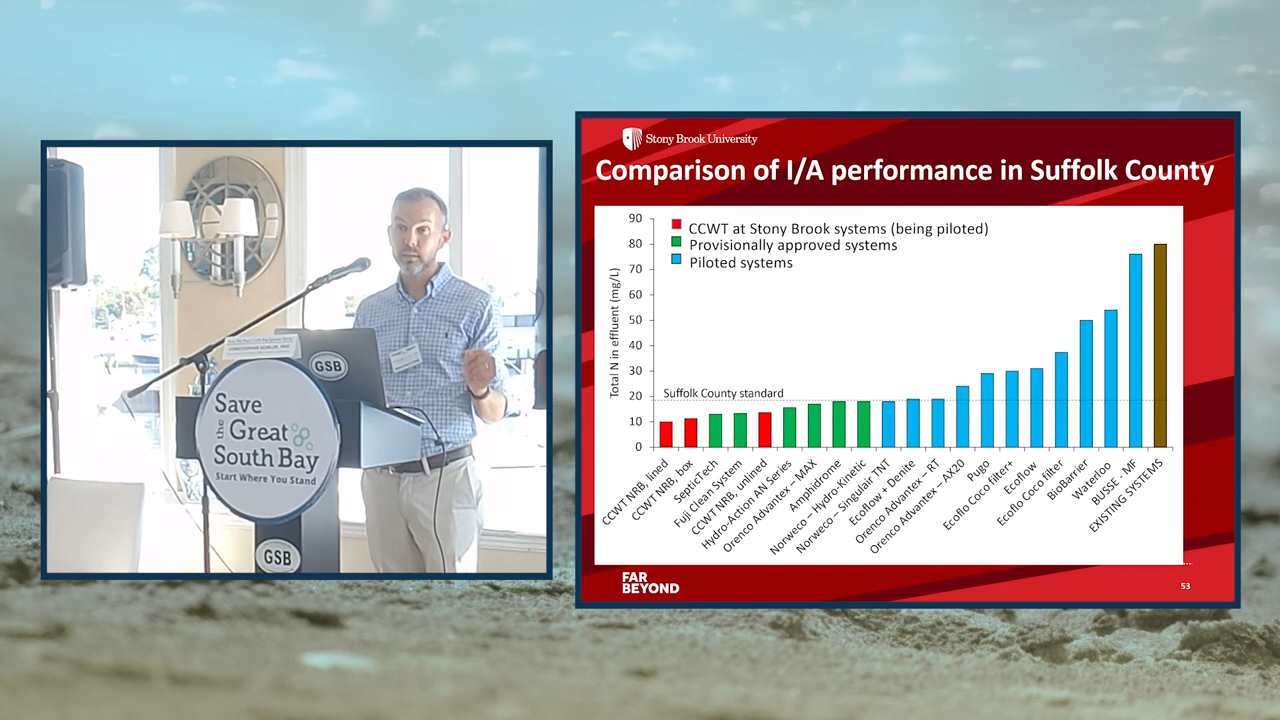 GSB
Save
the Great
South Bay
Start Where You Stand
GSB
Stony Brook University
Comparison of I/A performance in Suffolk County
CCWT at Stony Brook systems (being piloted)
Provisionally approved systems
Piloted systems
Total N in effluent (mg/L)
90
80
70
60
50
40
30
20
10
0
Suffolk County standard
CCWT NRB, lined
CCWT NRB, box
SepticTech
Fuji Clean System
CCWT NRB, unlined
Hydro-Action AN Series
Orenco Advantex – MAX
Amphidrome
Norweco – Hydro-Kinetic
Norweco – Singular TNT
Ecoflow + Denite
Orenco Advantex – RT
Orenco Advantex – AX20
Pugo
Ecoflo Coco filter+
Ecoflow
Ecoflo Coco filter
BioBarrier
Waterloo
BUSSE - MF
EXISTING SYSTEMS
FAR
BEYOND
53